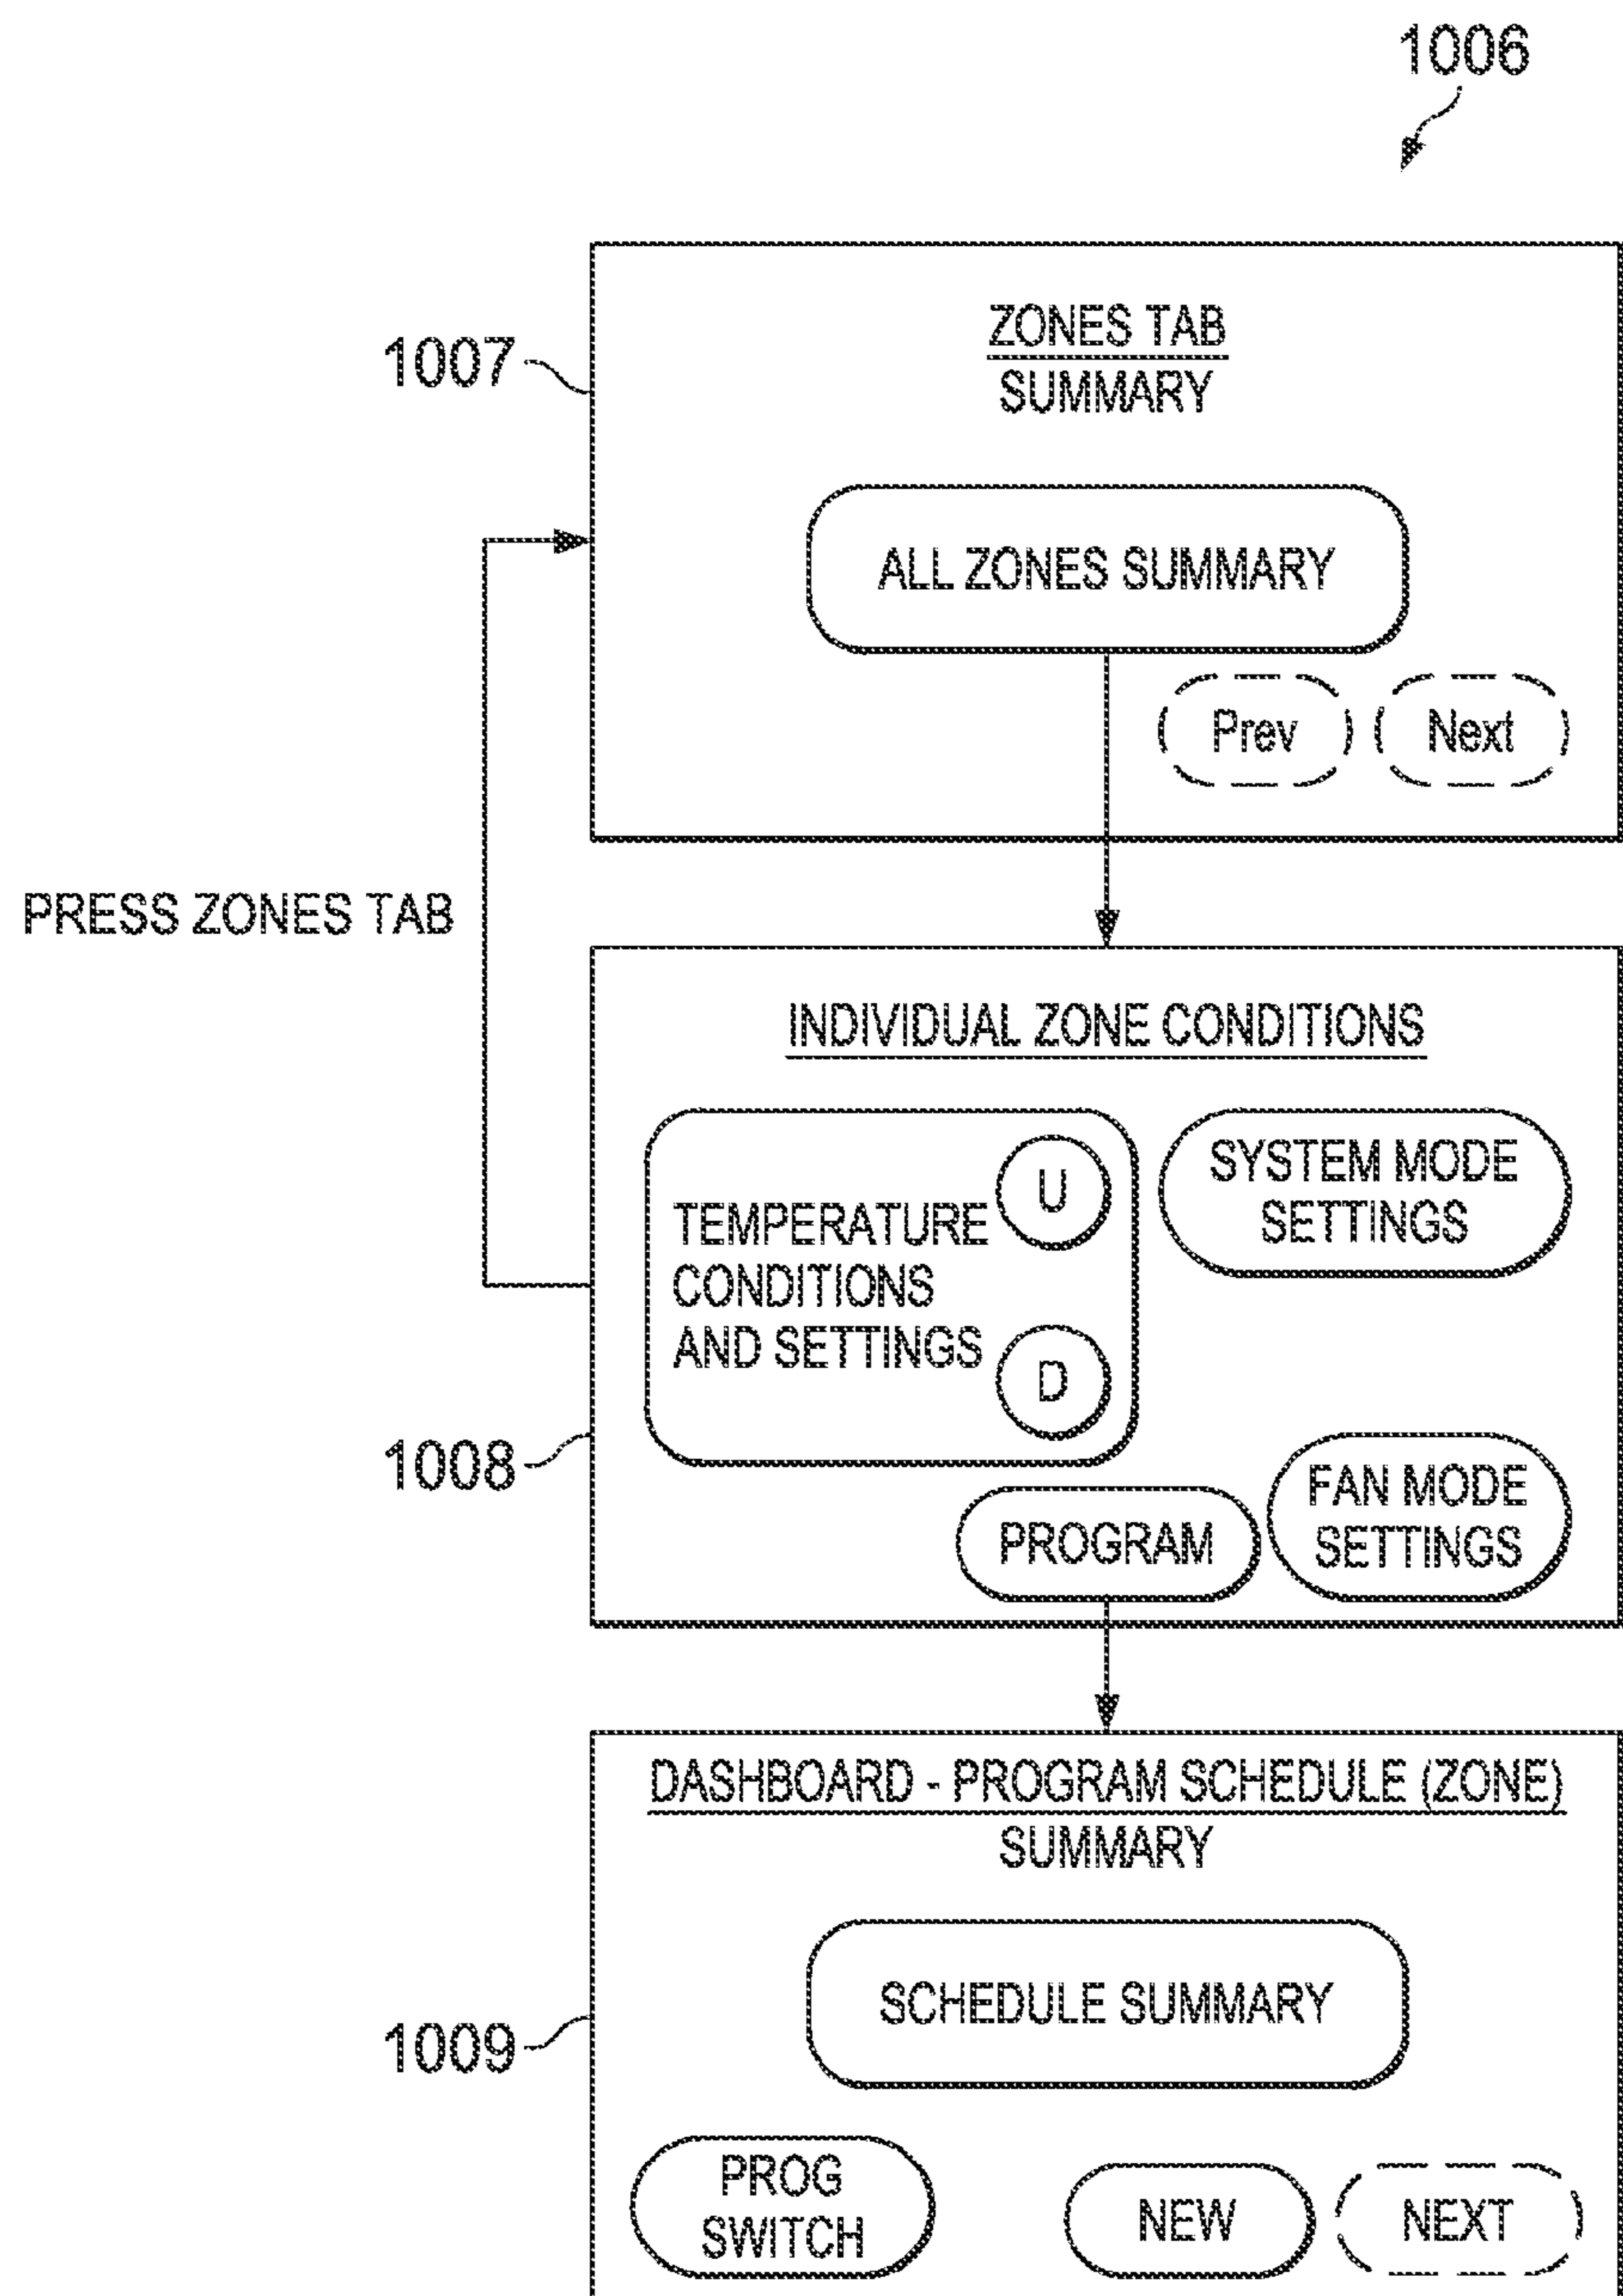 1006
1007
ZONES TAB
SUMMARY
ALL ZONES SUMMARY
Prev
Next
PRESS ZONES TAB
1008
INDIVIDUAL ZONE CONDITIONS
TEMPERATURE
CONDITIONS
AND SETTINGS
U
D
SYSTEM MODE
SETTINGS
PROGRAM
FAN MODE
SETTINGS
1009
DASHBOARD - PROGRAM SCHEDULE (ZONE)
SUMMARY
SCHEDULE SUMMARY
PROG
SWITCH
NEW
NEXT